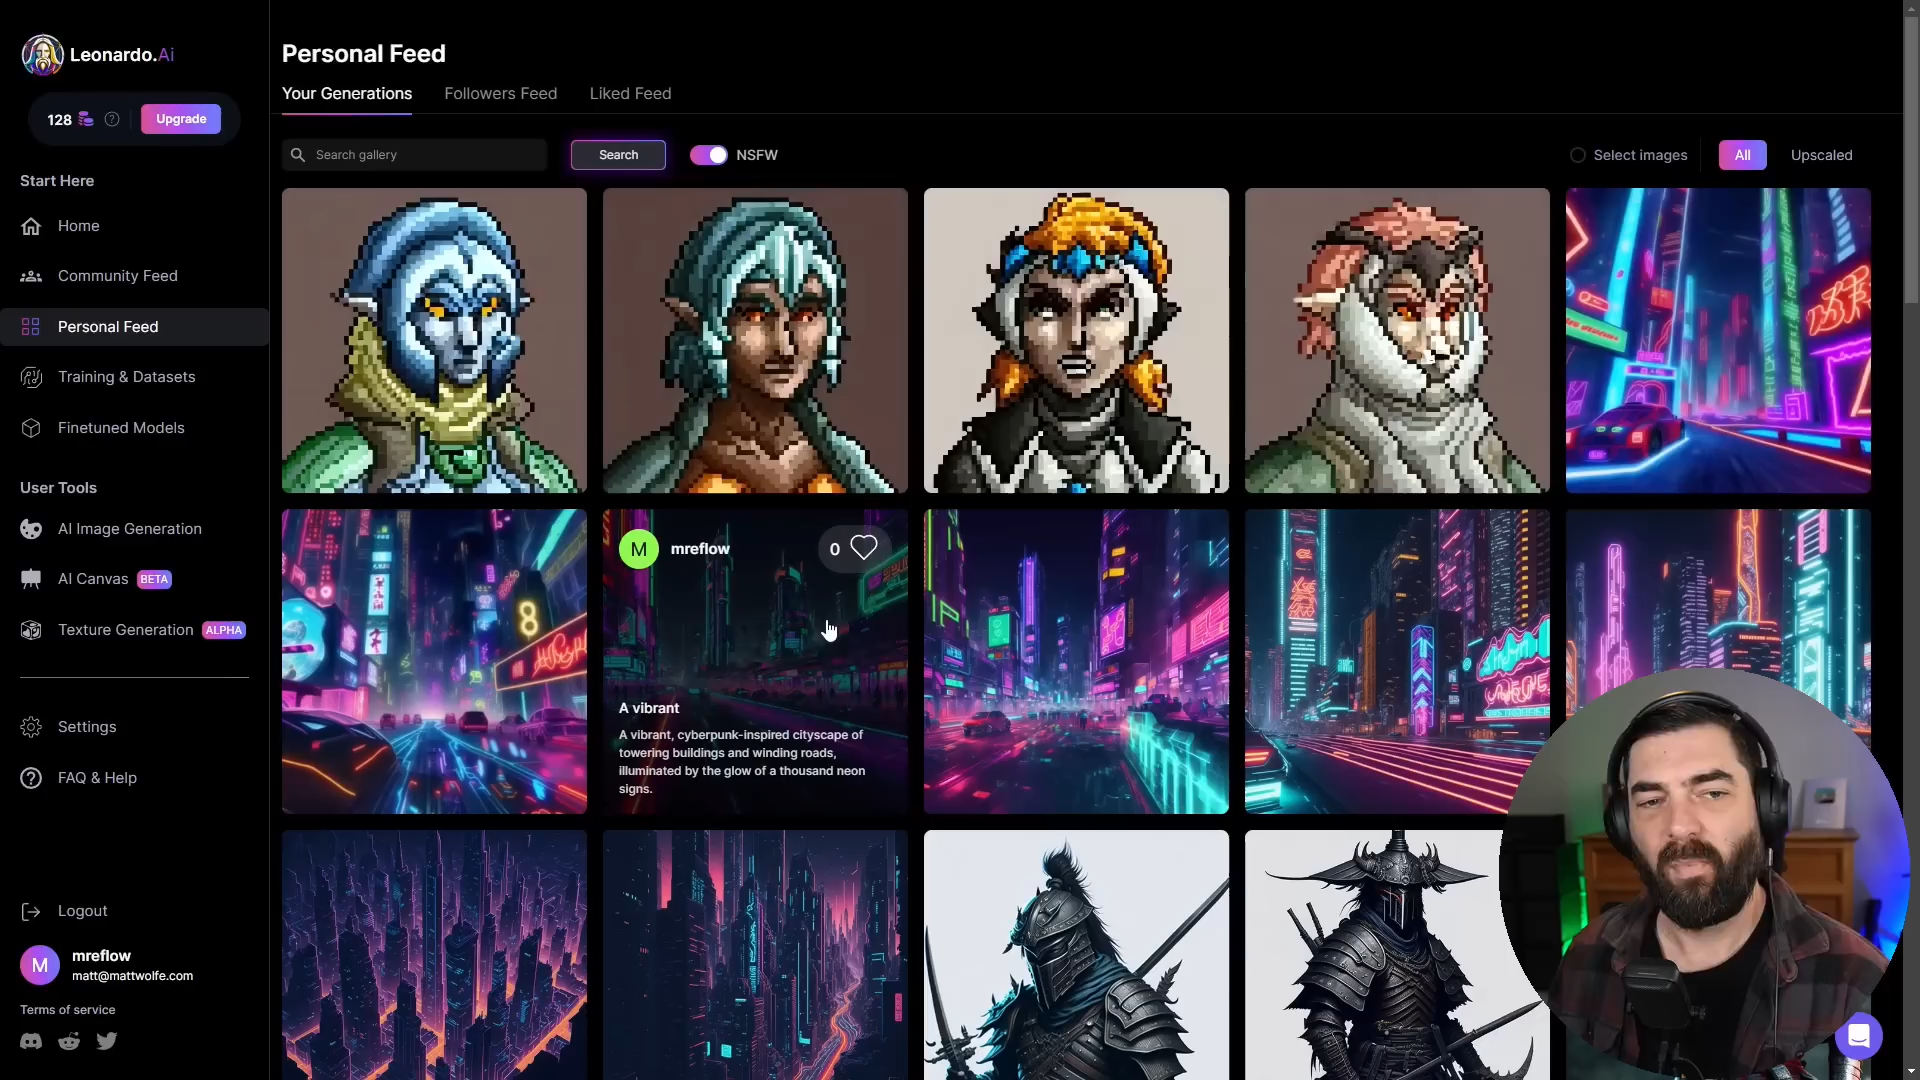 Leonardo.Ai
128
Upgrade
Start Here
Home
Community Feed
Personal Feed
Training & Datasets
Finetuned Models
User Tools
AI Image Generation
AI Canvas BETA
Texture Generation ALPHA
Settings
FAQ & Help
Logout
M
mreflow
matt@mattwolfe.com
Terms of service
Personal Feed
Your Generations Followers Feed Liked Feed
Search gallery
Search
NSFW
Select images
All
Upscaled
M mreflow 0
A vibrant
A vibrant, cyberpunk-inspired cityscape of
towering buildings and winding roads,
illuminated by the glow of a thousand neon
signs.
8